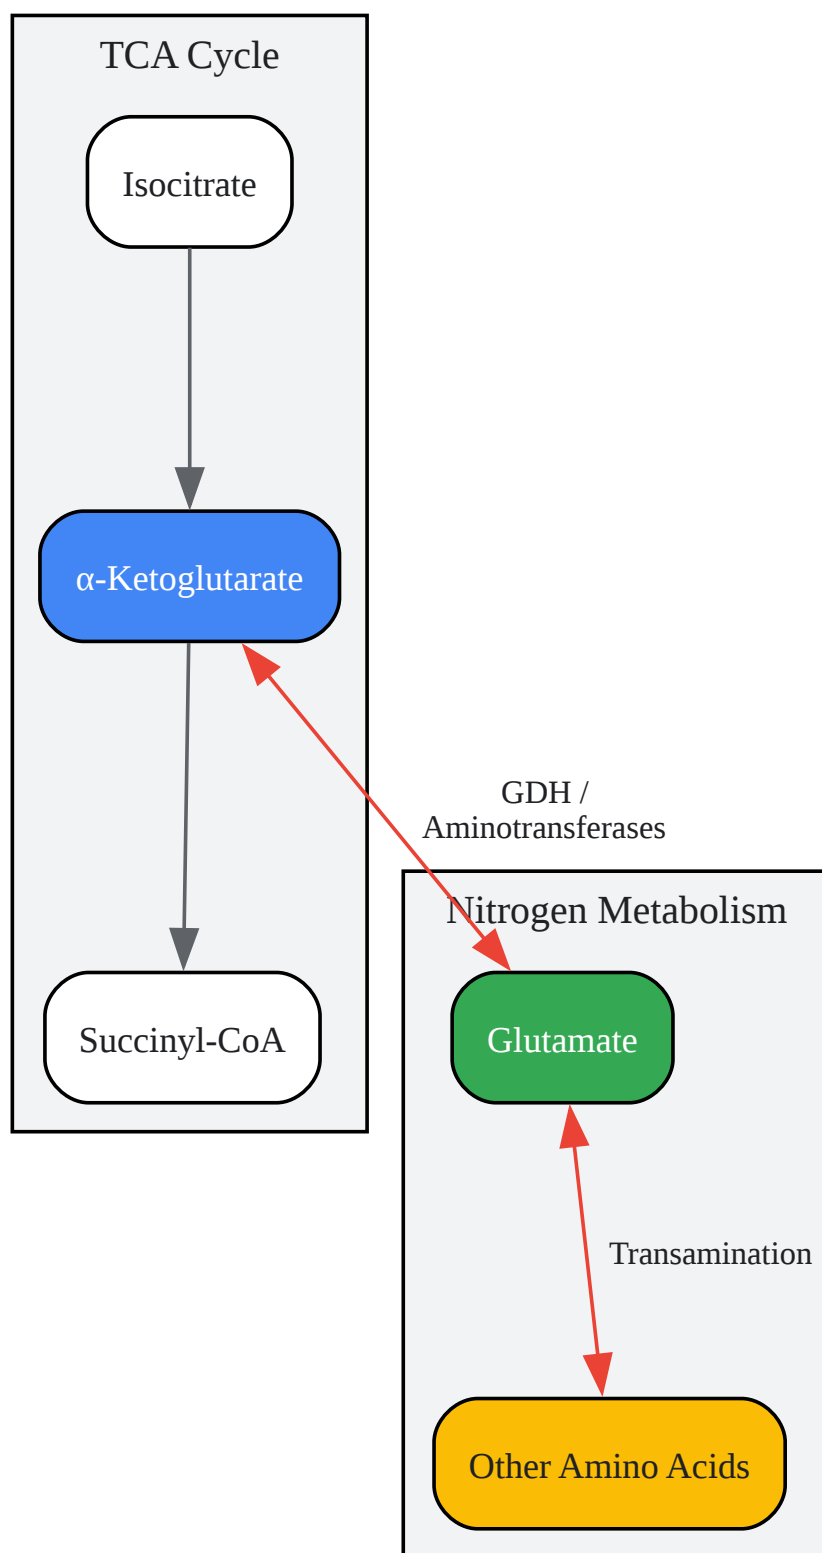 TCA Cycle
Isocitrate
α-Ketoglutarate
Succinyl-CoA
GDH /
Aminotransferases
Nitrogen Metabolism
Glutamate
Transamination
Other Amino Acids